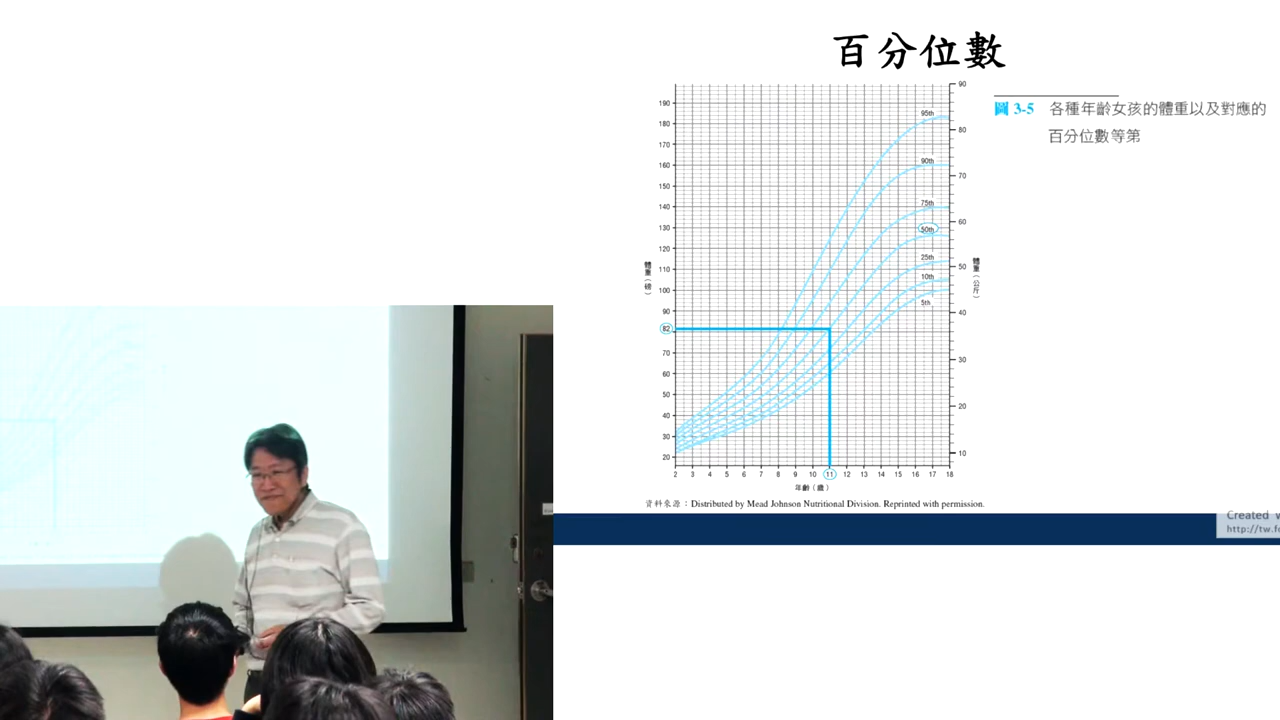 百分位數
圖 3-5 各種年齡女孩的體重以及對應的
百分位數等第
190
180
170
160
150
140
130
120
110
100
90
82
70
60
50
40
30
20
體重（磅）
95th
90th
75th
50th
25th
10th
5th
90
80
70
60
50
40
30
20
10
體重（公斤）
2 3 4 5 6 7 8 9 10 11 12 13 14 15 16 17 18
年齡（歲）
資料來源：Distributed by Mead Johnson Nutritional Division. Reprinted with permission.
Created
http://tw.f